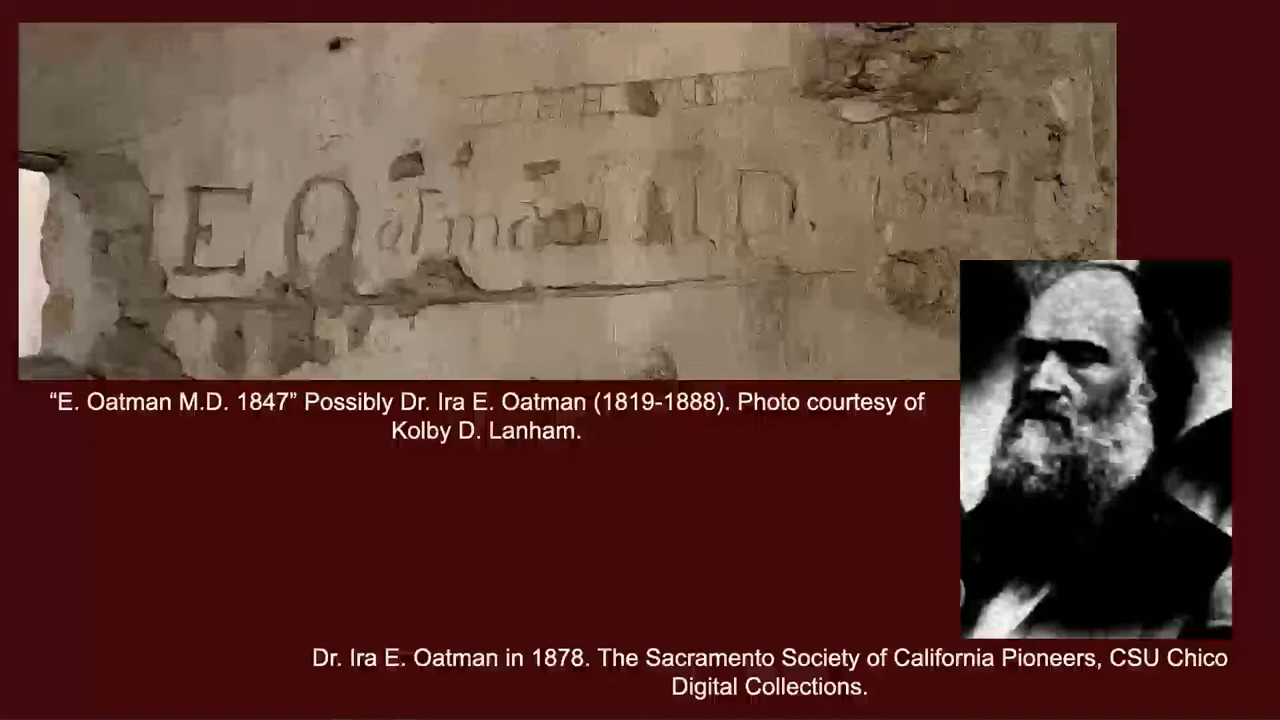 E Oatman M.D. 1847
“E. Oatman M.D. 1847” Possibly Dr. Ira E. Oatman (1819-1888). Photo courtesy of
Kolby D. Lanham.
Dr. Ira E. Oatman in 1878. The Sacramento Society of California Pioneers, CSU Chico
Digital Collections.